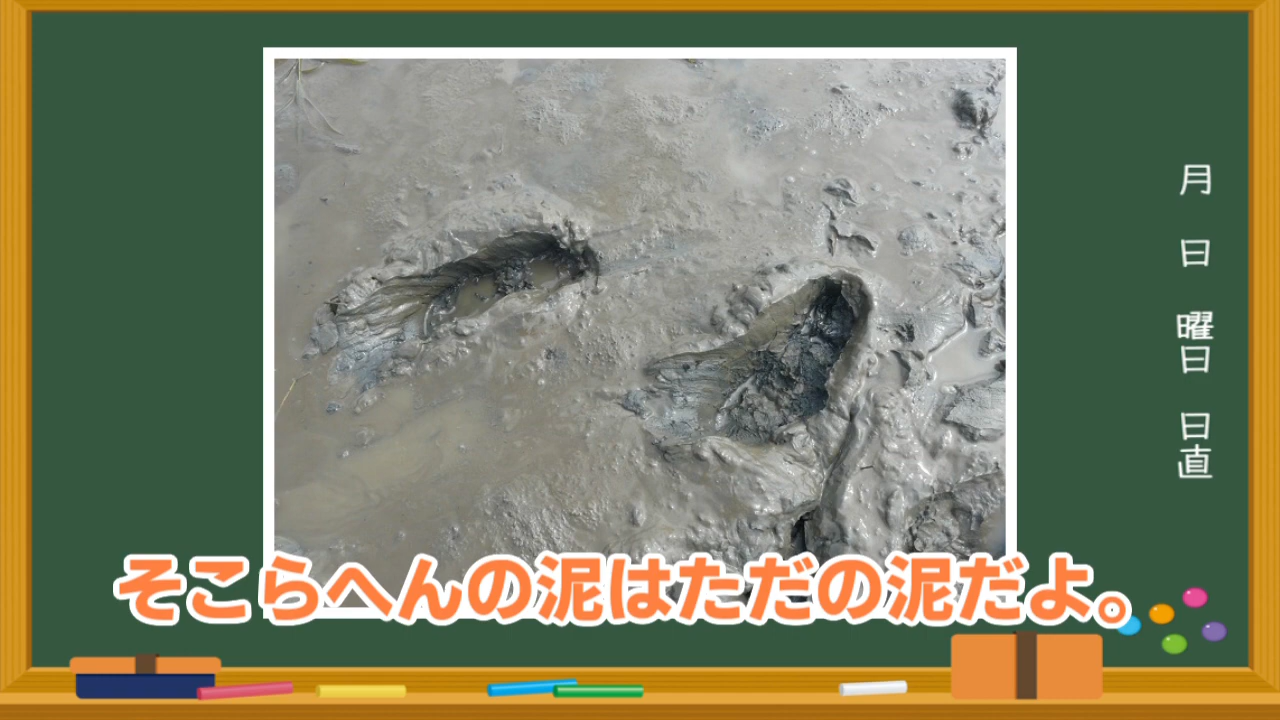 月
日
曜日
日直
そこらへんの泥はただの泥だよ。